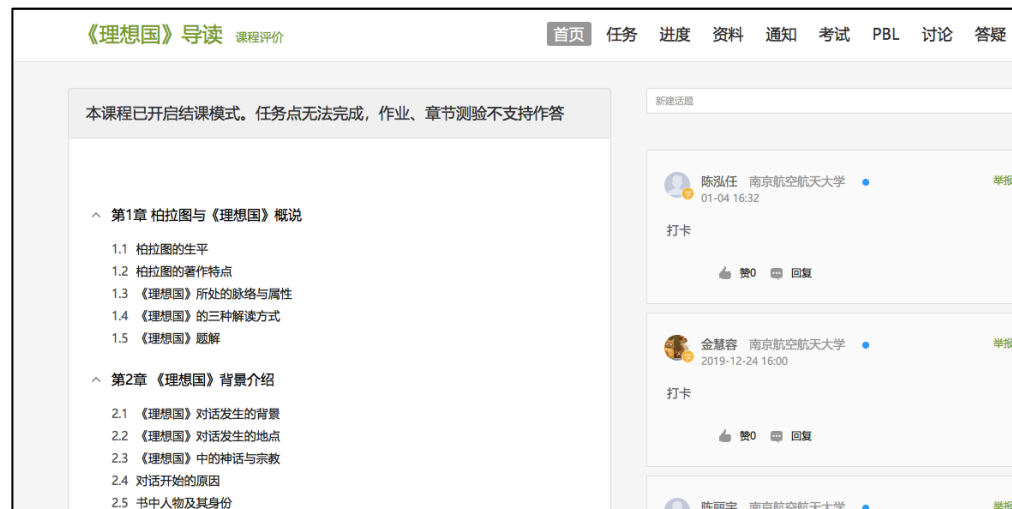 《理想国》导读 课程评价
首页 任务 进度 资料 通知 考试 PBL 讨论 答疑
本课程已开启结课模式。任务点无法完成，作业、章节测验不支持作答
第1章 柏拉图与《理想国》概说
1.1 柏拉图的生平
1.2 柏拉图的著作特点
1.3 《理想国》所处的脉络与属性
1.4 《理想国》的三种解读方式
1.5 《理想国》题解
第2章 《理想国》背景介绍
2.1 《理想国》对话发生的背景
2.2 《理想国》对话发生的地点
2.3 《理想国》中的神话与宗教
2.4 对话开始的原因
2.5 书中人物及其身份
新建话题
陈泓任 南京航空航天大学 举报
学
01-04 16:32
打卡
赞0 回复
金慧容 南京航空航天大学 举报
学
2019-12-24 16:00
打卡
赞0 回复
南京航空航天大学